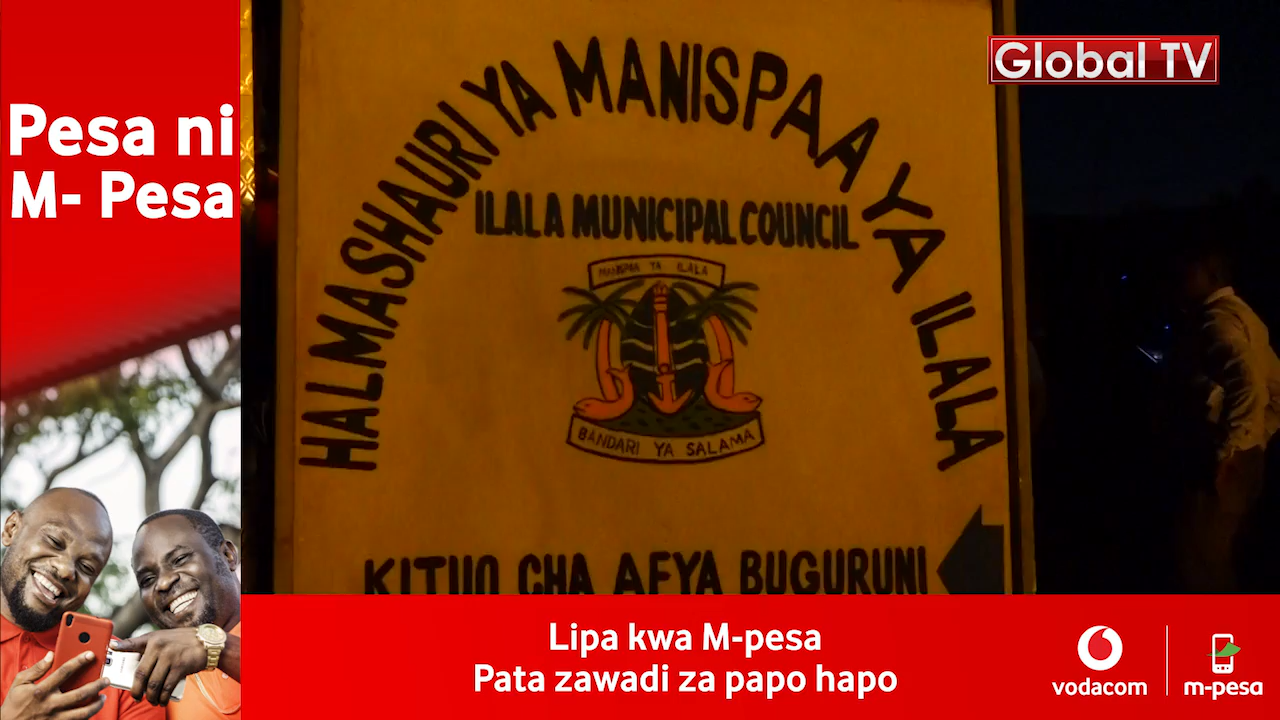 Global TV
Pesa ni
M- Pesa
HALMASHAURI YA MANISPAA YA ILALA
ILALA MUNICIPAL COUNCIL
MANISPAA YA ILALA
BANDARI YA SALAMA
KITUO CHA AFYA BUGURUNI
Lipa kwa M-pesa
Pata zawadi za papo hapo
vodacom
m-pesa